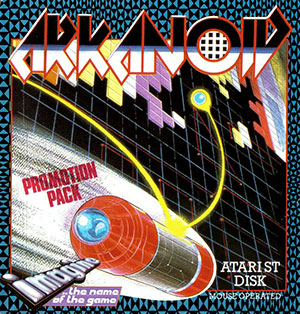 ARKANOID
PROMOTION
PACK
imagine
...the name
of the game
ATARI ST
DISK
MOUSE OPERATED